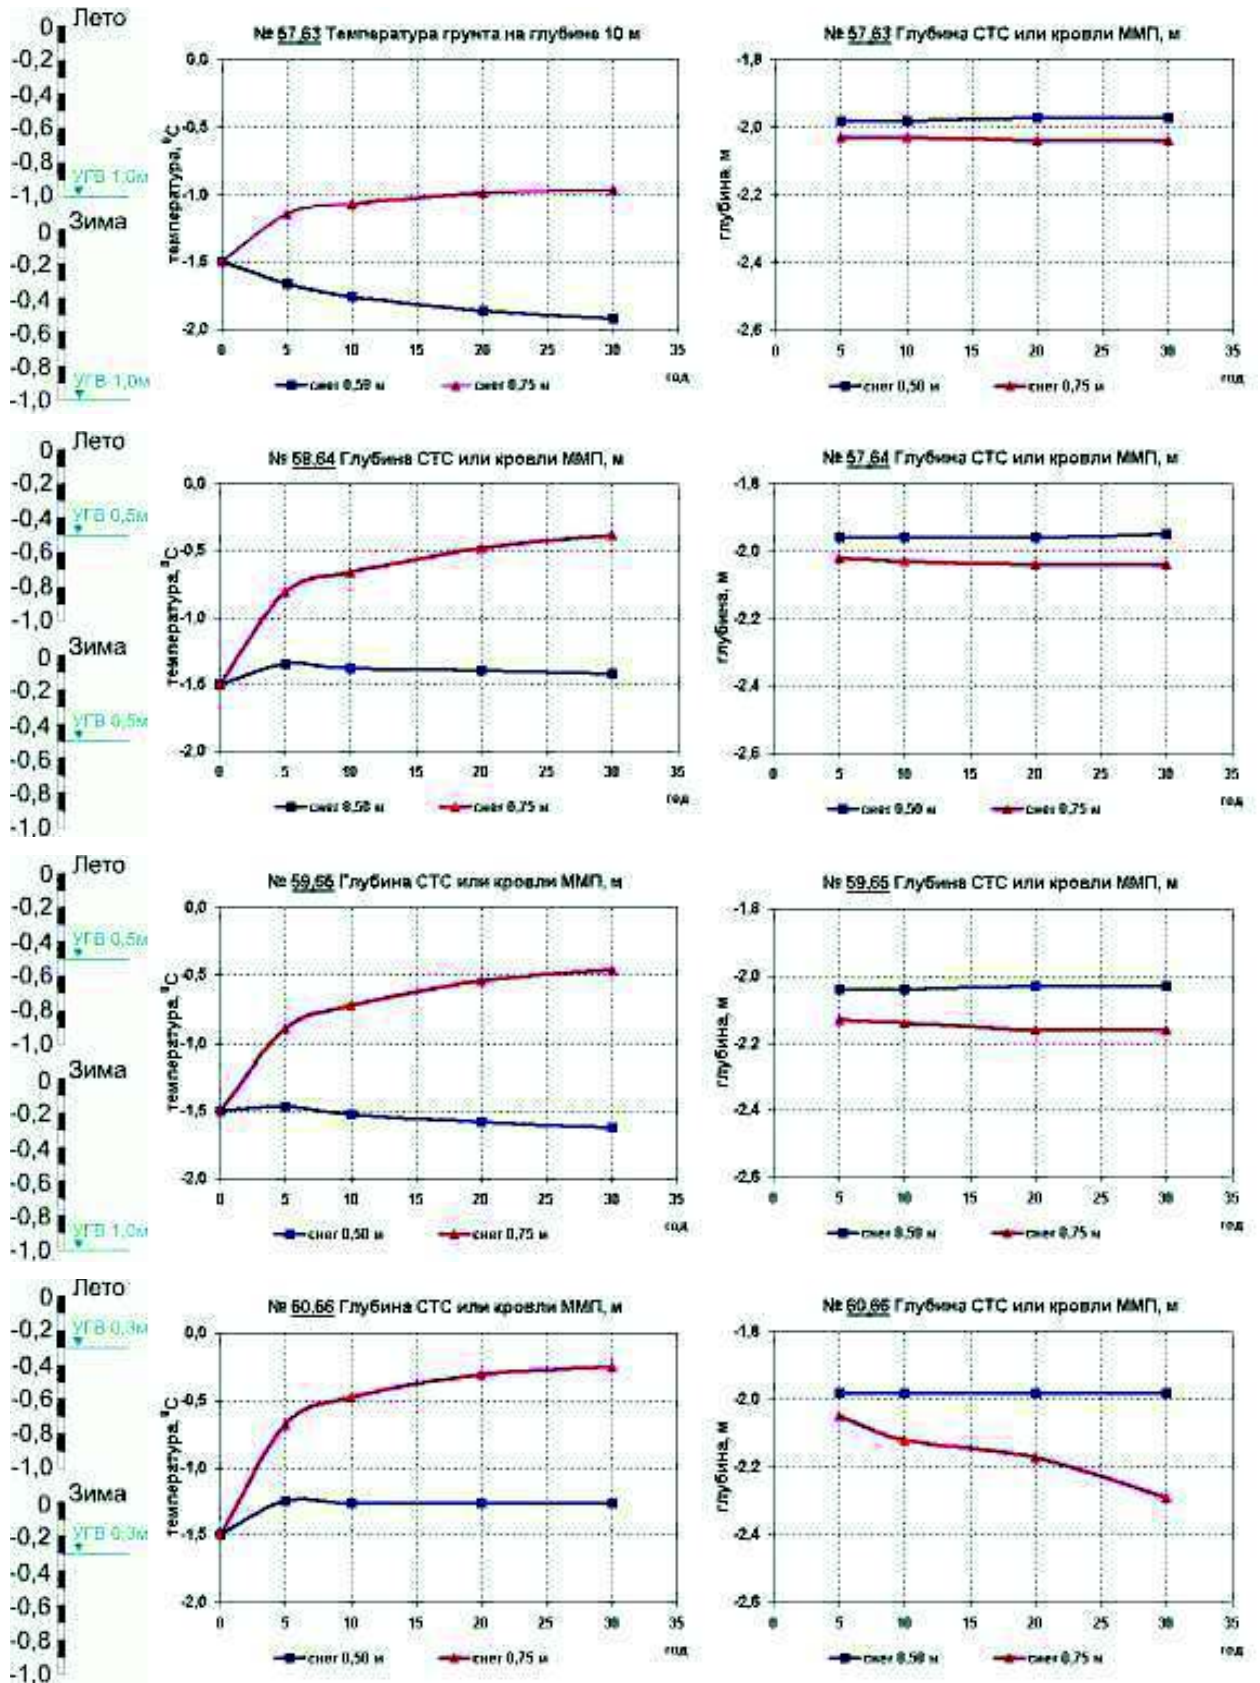 Лето
0
-0,2
-0,4
-0,6
-0,8
-1,0
УГВ 1,0м
Зима
0
-0,2
-0,4
-0,6
-0,8
-1,0
УГВ 1,0м
№ 57,63 Температура грунта на глубине 10 м
температура, °С
0,0
-0,5
-1,0
-1,5
-2,0
0 5 10 20 30 35
год
снег 0,50 м снег 0,75 м
№ 57,63 Глубина СТС или кровли ММП, м
глубина, м
-1,8
-2,0
-2,2
-2,4
-2,6
0 5 10 20 30 35
год
снег 0,50 м снег 0,75 м
Лето
0
-0,2
-0,4
-0,6
-0,8
-1,0
УГВ 0,5м
Зима
0
-0,2
-0,4
-0,6
-0,8
-1,0
УГВ 0,5м
№ 58,64 Глубина СТС или кровли ММП, м
температура, °С
0,0
-0,5
-1,0
-1,5
-2,0
0 5 10 20 30 35
год
снег 0,50 м снег 0,75 м
№ 57,64 Глубина СТС или кровли ММП, м
глубина, м
-1,8
-2,0
-2,2
-2,4
-2,6
0 5 10 20 30 35
год
снег 0,50 м снег 0,75 м
Лето
0
-0,2
-0,4
-0,6
-0,8
-1,0
УГВ 0,5м
Зима
0
-0,2
-0,4
-0,6
-0,8
-1,0
УГВ 1,0м
№ 59,65 Глубина СТС или кровли ММП, м
температура, °С
0,0
-0,5
-1,0
-1,5
-2,0
0 5 10 20 30 35
год
снег 0,50 м снег 0,75 м
№ 59,65 Глубина СТС или кровли ММП, м
глубина, м
-1,8
-2,0
-2,2
-2,4
-2,6
0 5 10 20 30 35
год
снег 0,50 м снег 0,75 м
Лето
0
-0,2
-0,4
-0,6
-0,8
-1,0
УГВ 0,3м
Зима
0
-0,2
-0,4
-0,6
-0,8
-1,0
УГВ 0,3м
№ 60,66 Глубина СТС или кровли ММП, м
температура, °С
0,0
-0,5
-1,0
-1,5
-2,0
0 5 10 20 30 35
год
снег 0,50 м снег 0,75 м
№ 60,66 Глубина СТС или кровли ММП, м
глубина, м
-1,8
-2,0
-2,2
-2,4
-2,6
0 5 10 20 30 35
год
снег 0,50 м снег 0,75 м